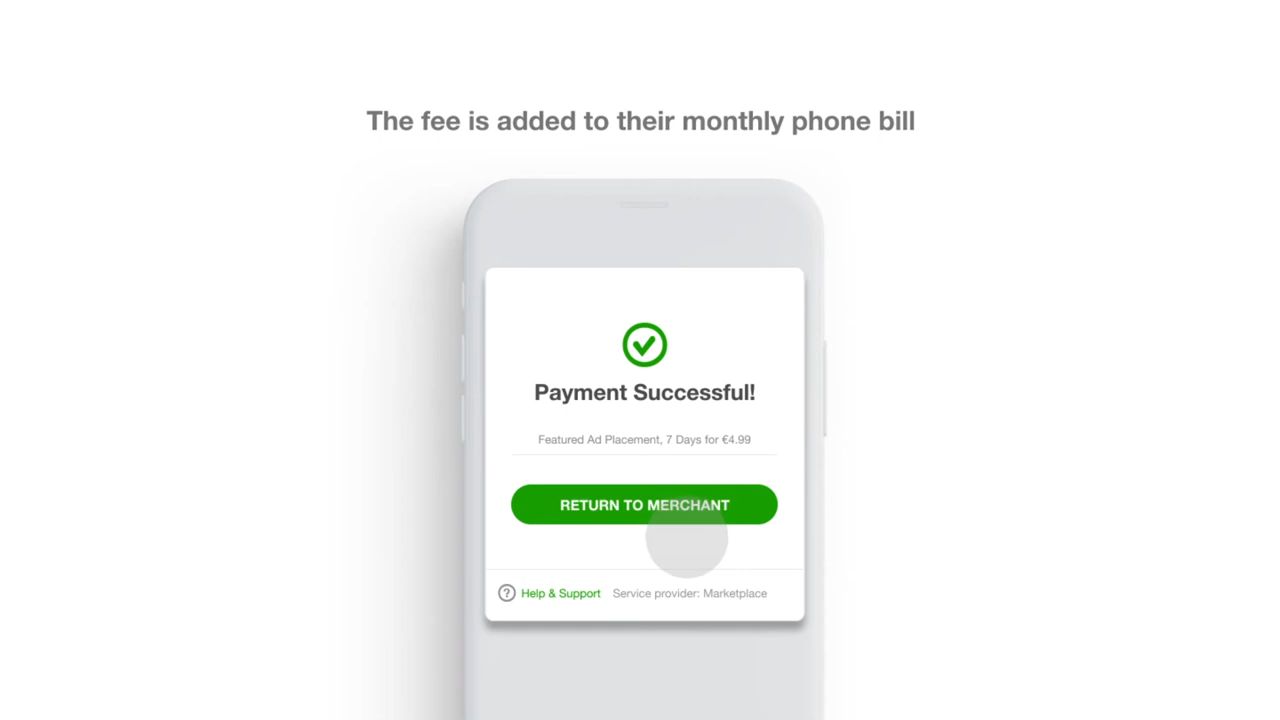 The fee is added to their monthly phone bill
Payment Successful!
Featured Ad Placement, 7 Days for €4.99
RETURN TO MERCHANT
? Help & Support Service provider: Marketplace